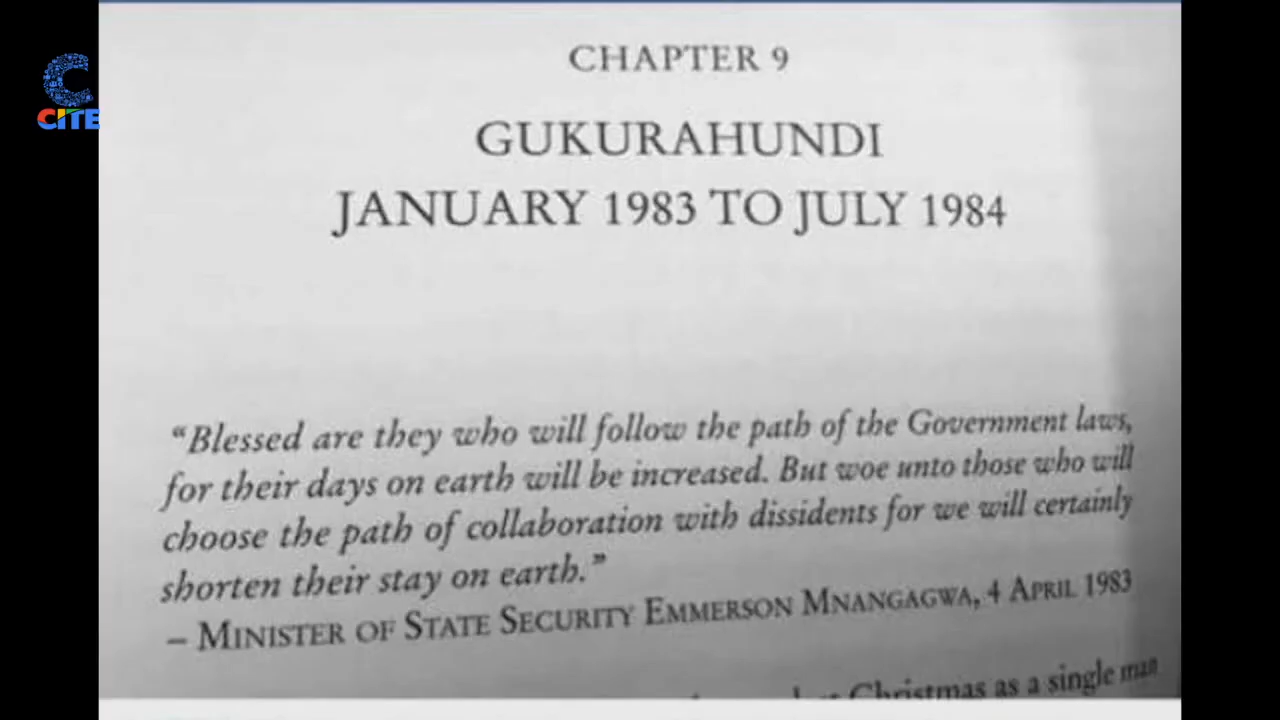 CITE
CHAPTER 9
GUKURAHUNDI
JANUARY 1983 TO JULY 1984
“Blessed are they who will follow the path of the Government laws,
for their days on earth will be increased. But woe unto those who will
choose the path of collaboration with dissidents for we will certainly
shorten their stay on earth.”
– MINISTER OF STATE SECURITY EMMERSON MNANGAGWA, 4 APRIL 1983
Christmas as a single man